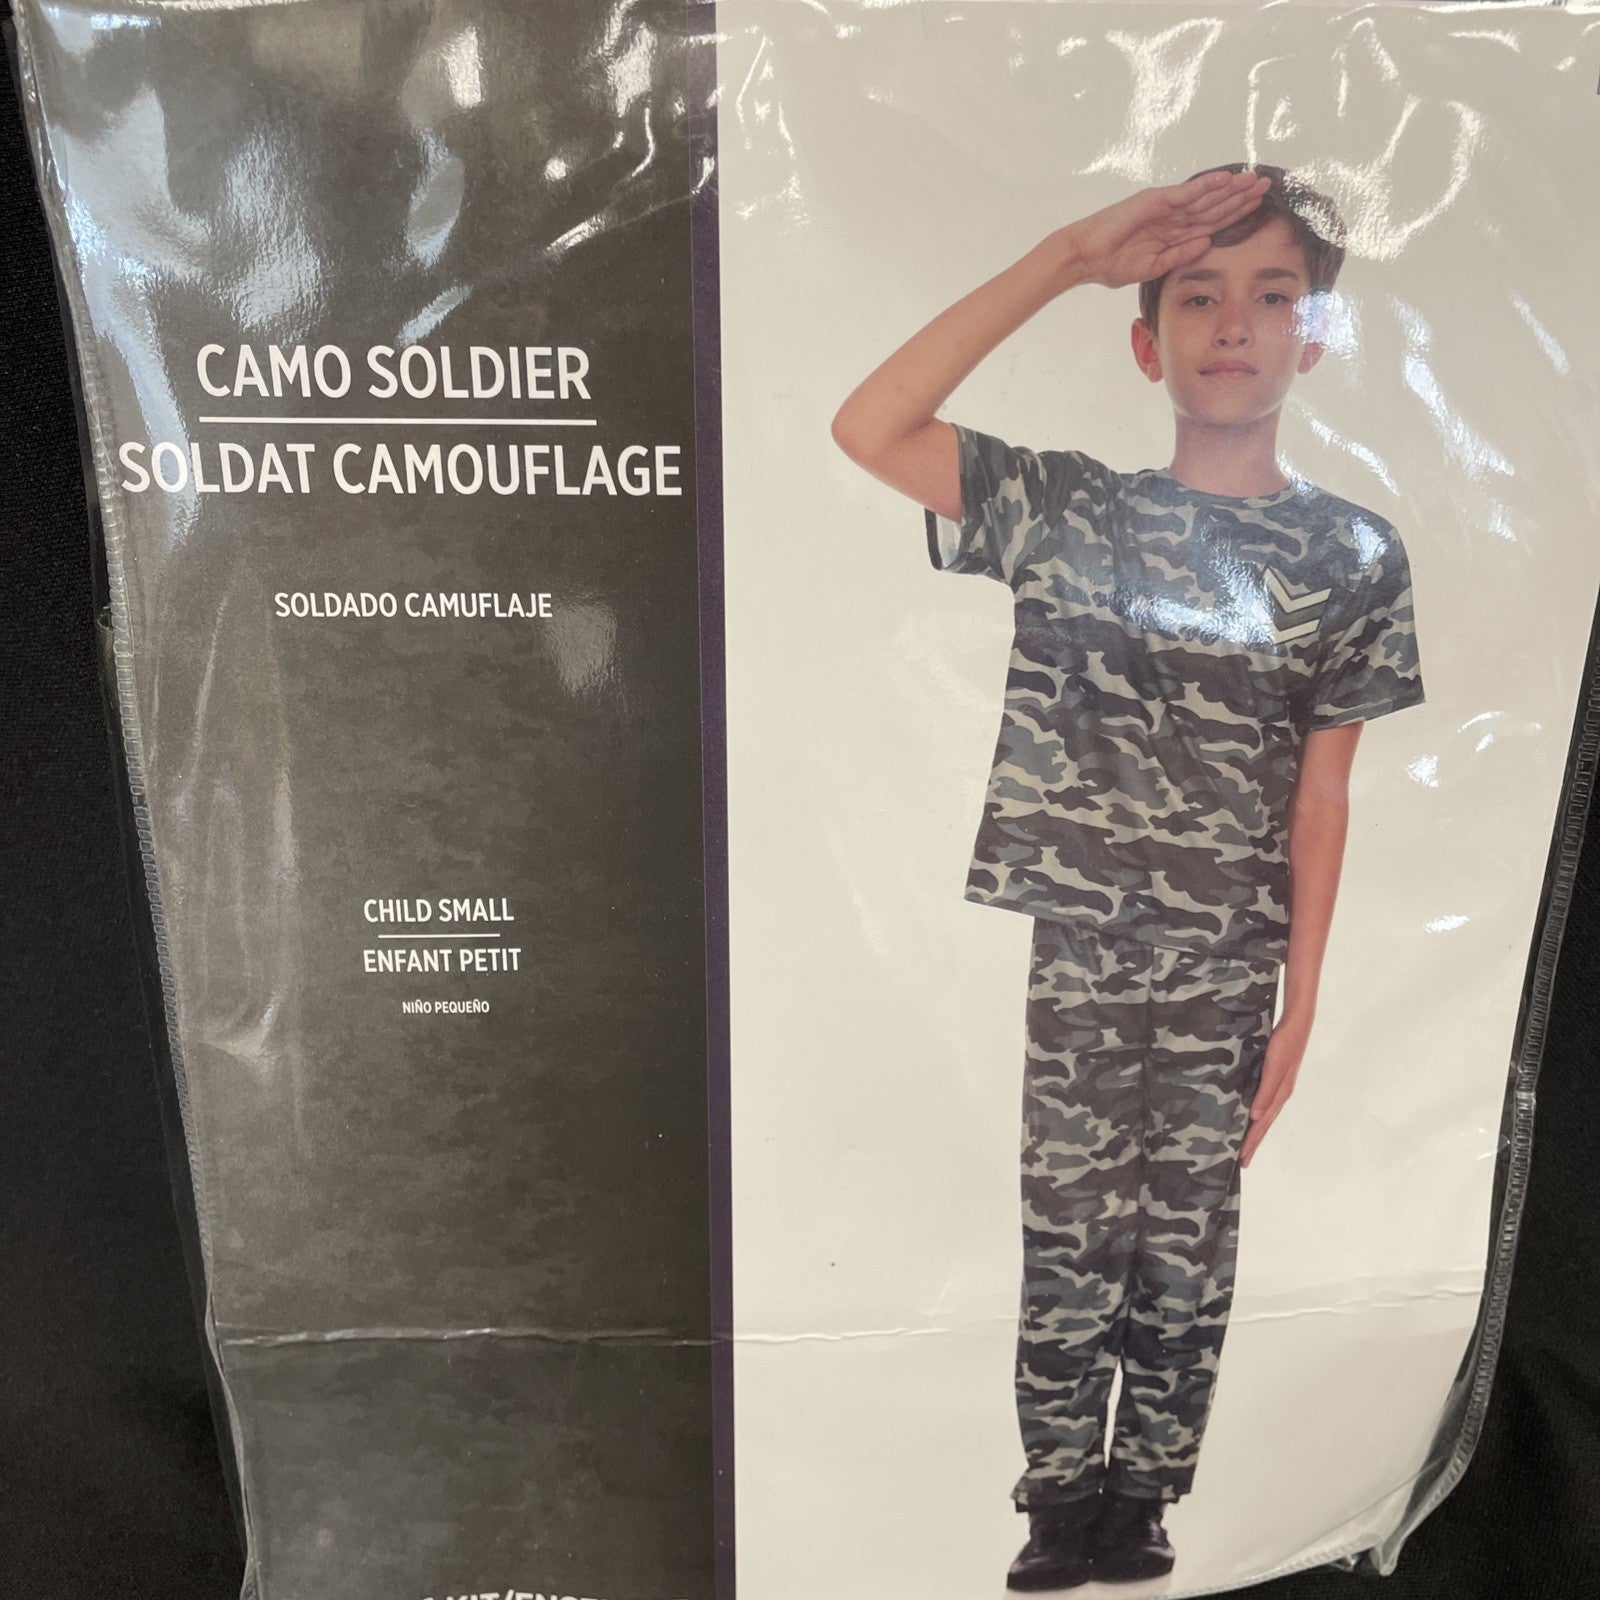 CAMO SOLDIER
SOLDAT CAMOUFLAGE
SOLDADO CAMUFLAJE
CHILD SMALL
ENFANT PETIT
NIÑO PEQUEÑO